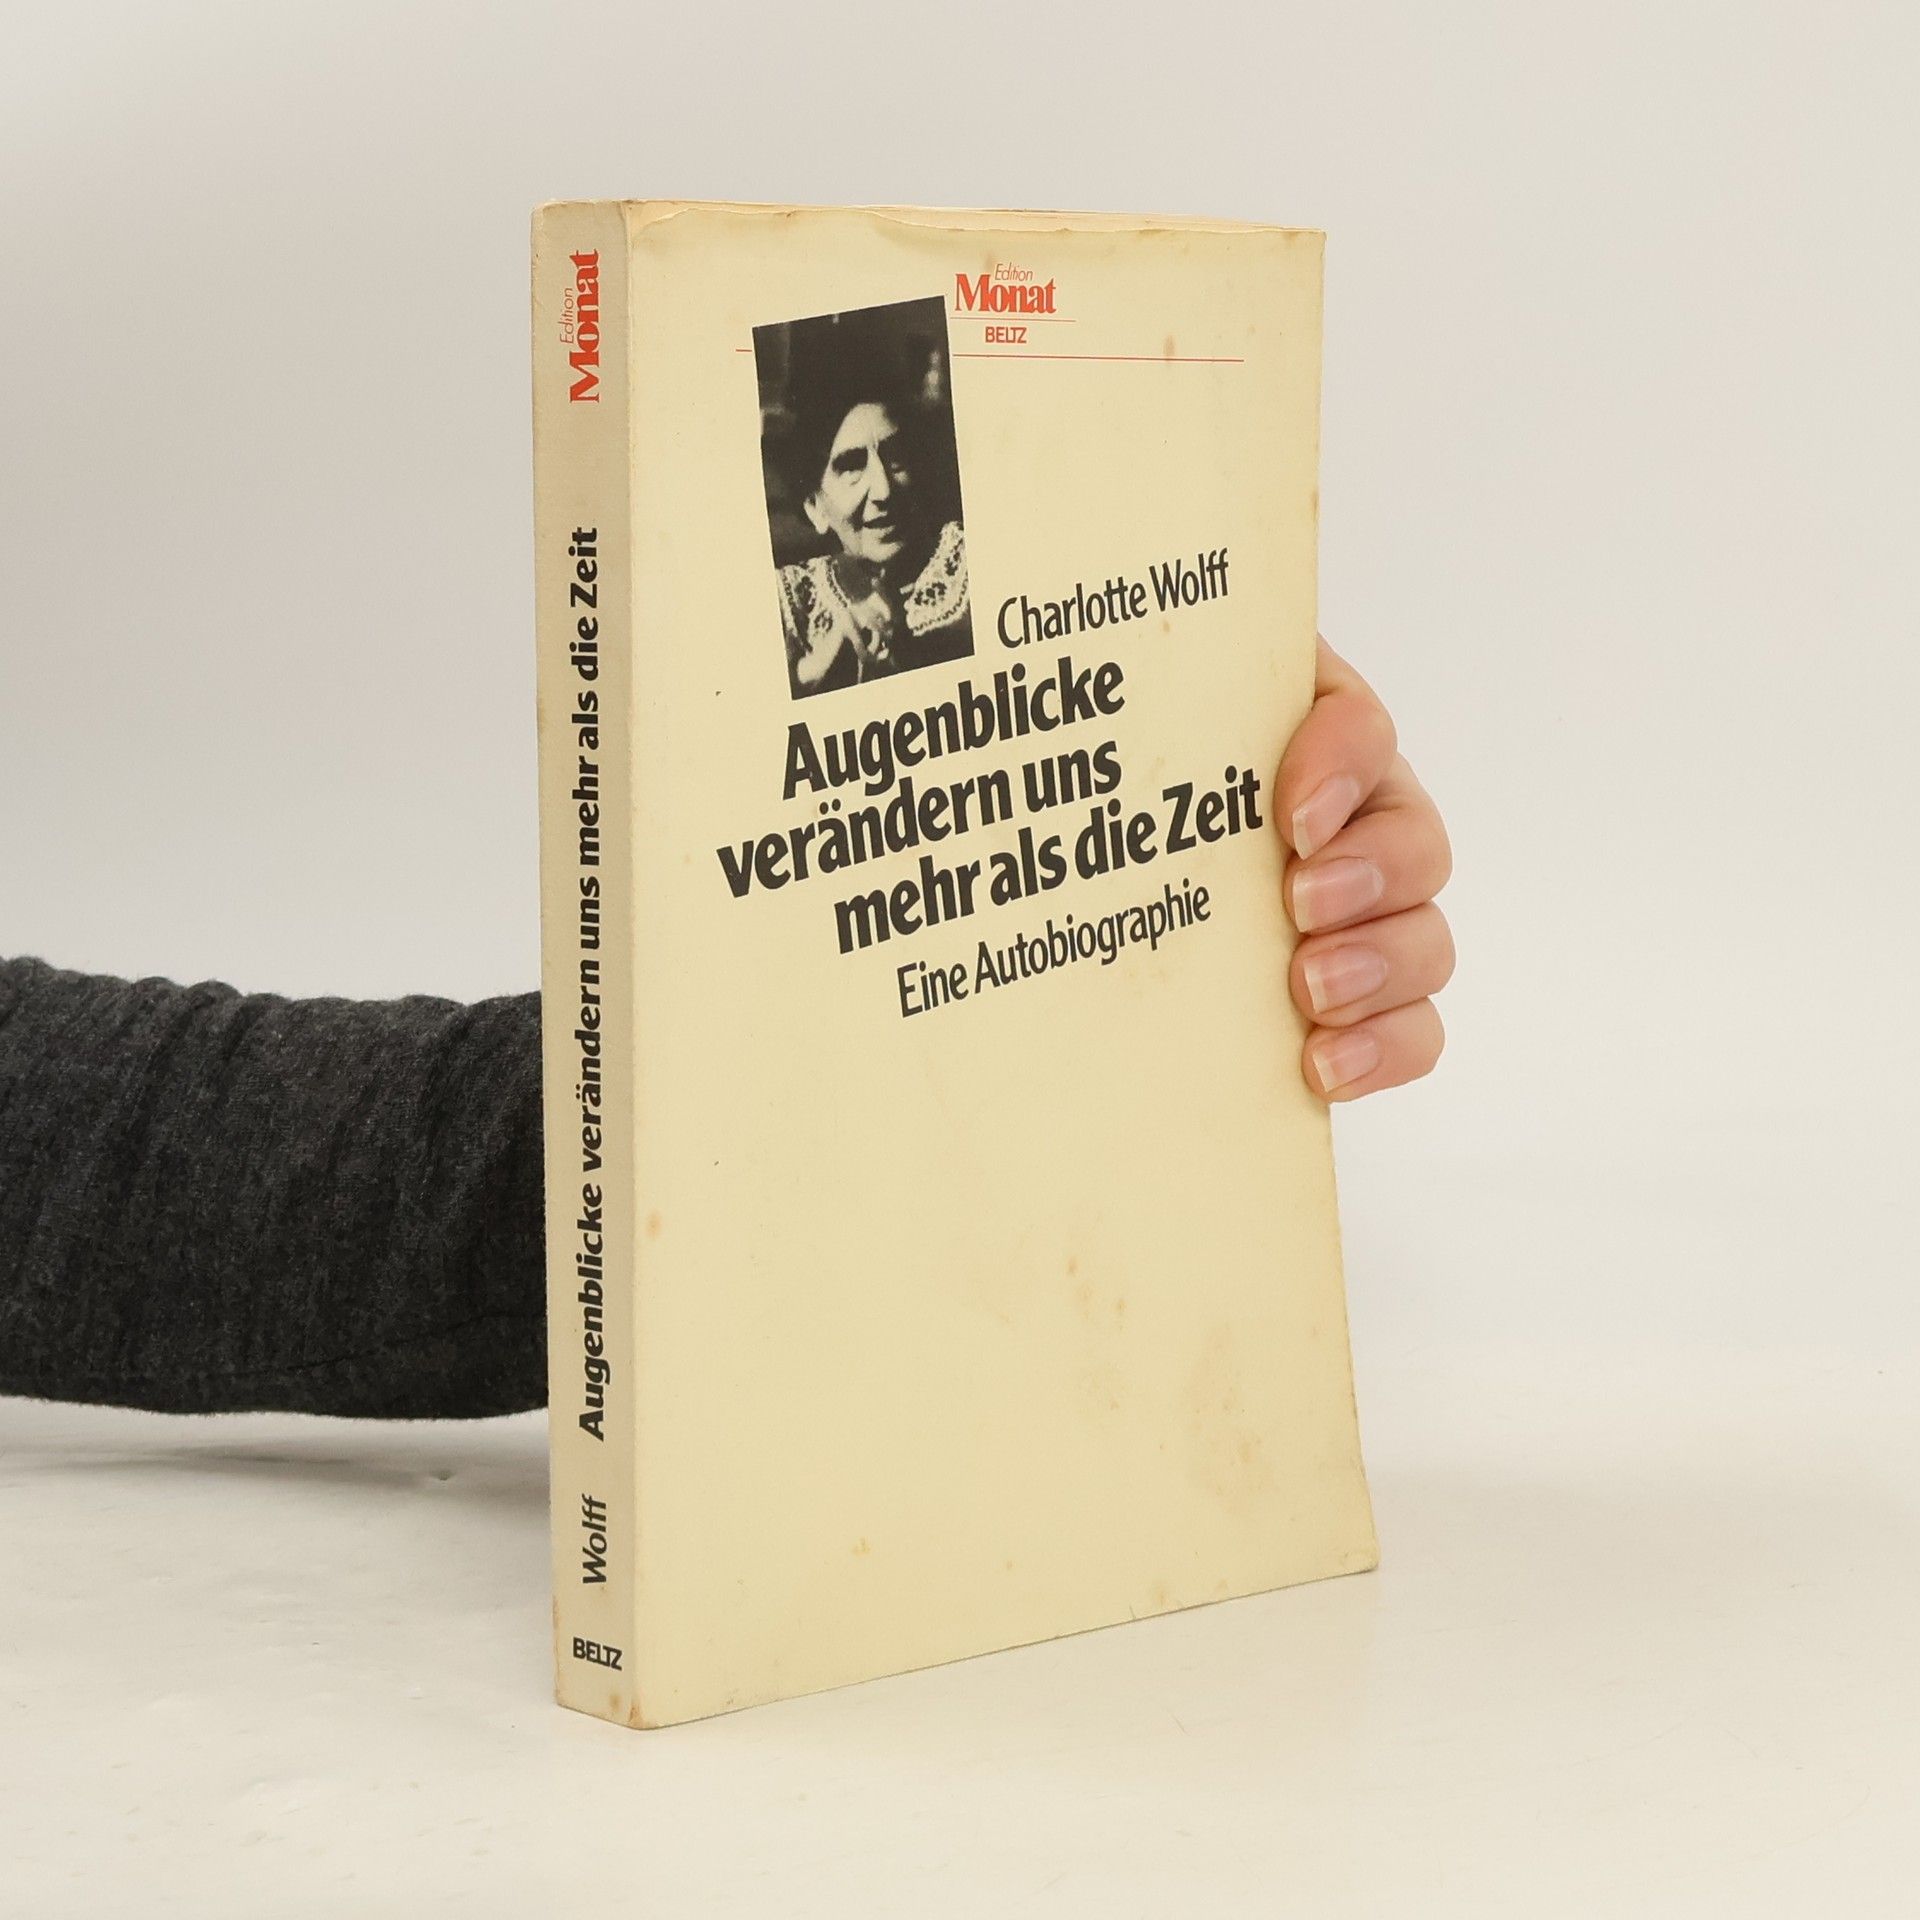 Edition
Monat
BELTZ
Charlotte Wolff
Augenblicke
verändern uns
mehr als die Zeit
Eine Autobiographie
Edition
Monat
Augenblicke verändern uns mehr als die Zeit
Wolff
BELTZ